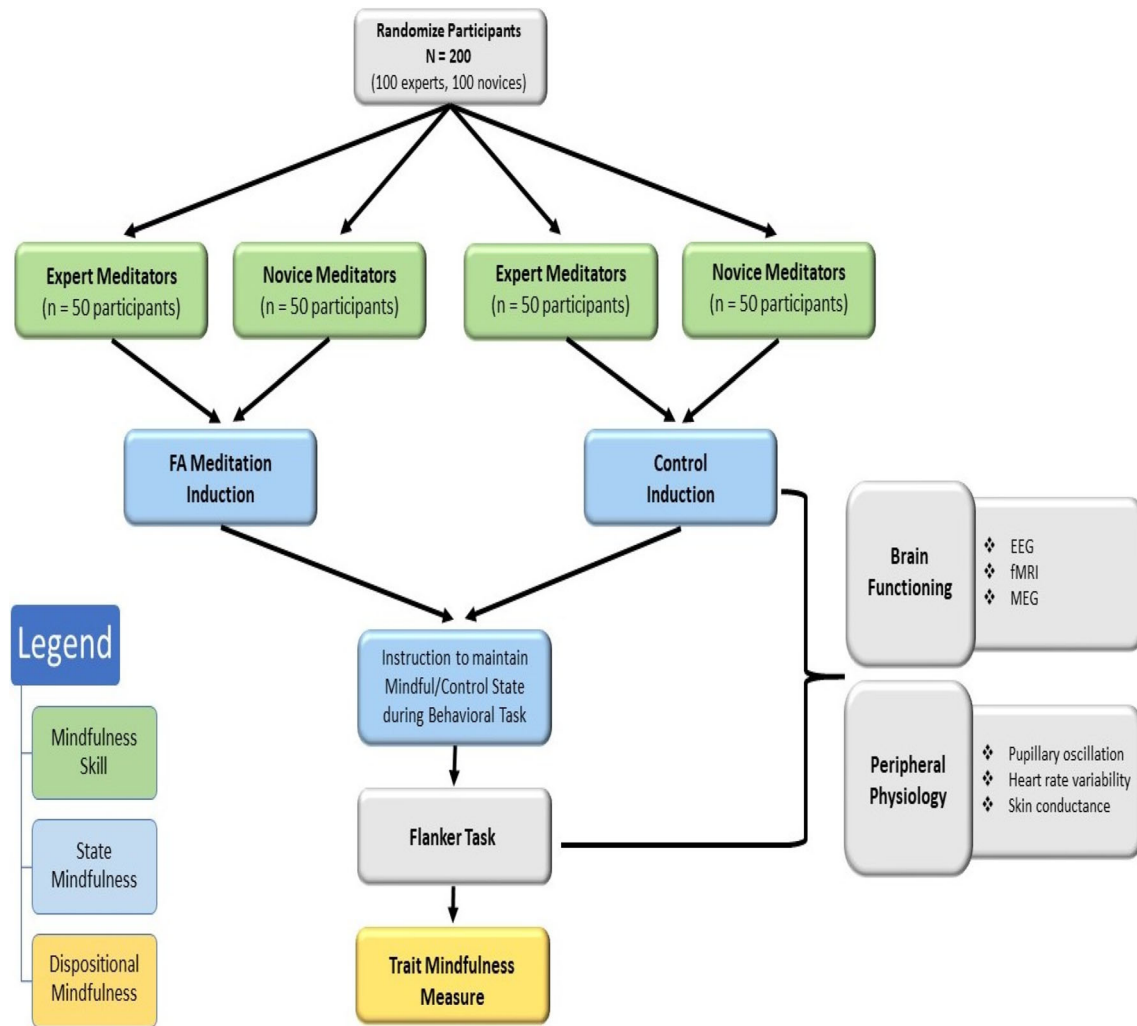 Randomize Participants
N = 200
(100 experts, 100 novices)
Expert Meditators
(n = 50 participants)
Novice Meditators
(n = 50 participants)
Expert Meditators
(n = 50 participants)
Novice Meditators
(n = 50 participants)
FA Meditation
Induction
Control
Induction
Brain
Functioning
❖ EEG
❖ fMRI
❖ MEG
Instruction to maintain
Mindful/Control State
during Behavioral Task
Peripheral
Physiology
❖ Pupillary oscillation
❖ Heart rate variability
❖ Skin conductance
Flanker Task
Trait Mindfulness
Measure
Legend
Mindfulness
Skill
State
Mindfulness
Dispositional
Mindfulness